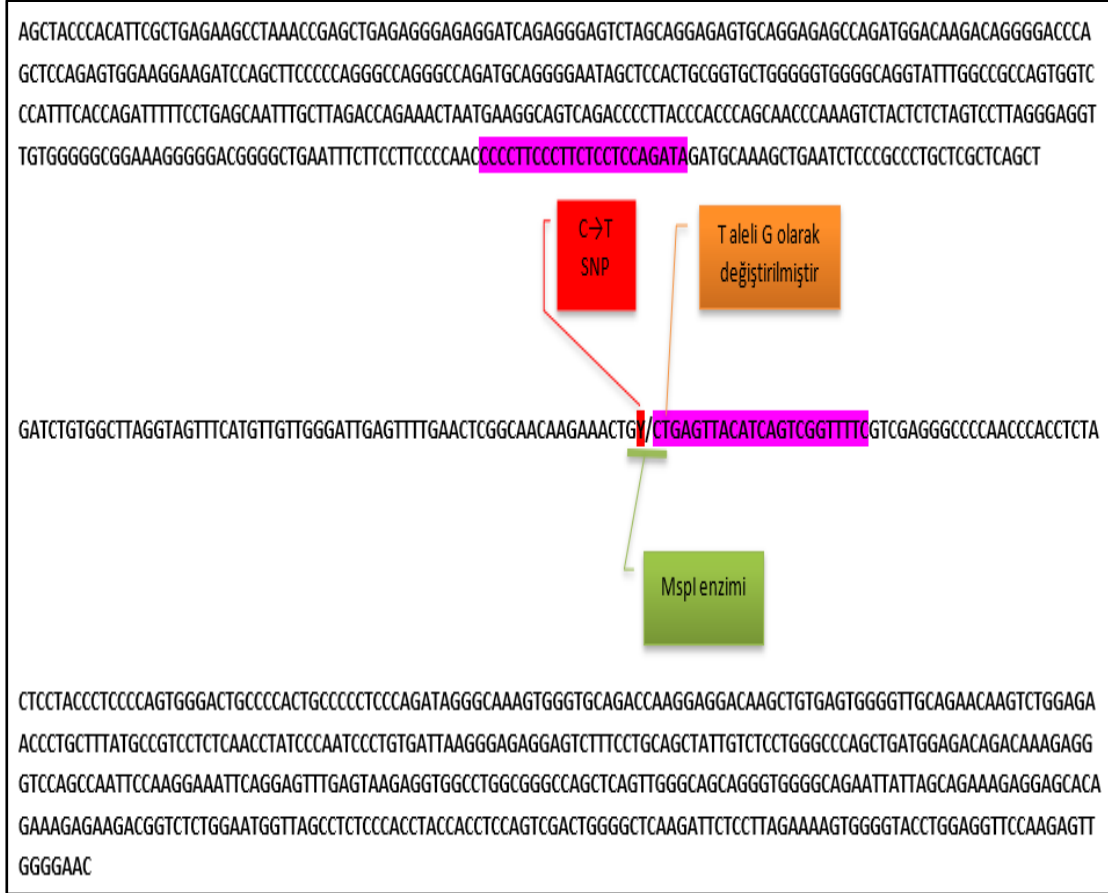 AGCTACCCACATTCGCTGAGAAGCCTAAACCGAGCTGAGAGGGAGAGGATCAGAGGGAGTCTAGCAGGAGAGTGCAGGAGAGCCAGATGGACAAGACAGGGGACCCA
GCTCCAGAGTGGAAGGAAGATCCAGCTTCCCCCAGGGCCAGGGCCAGATGCAGGGGAATAGCTCCACTGCGGTGCTGGGGGTGGGGCAGGTATTTGGCCGCCAGTGGTC
CCATTTCACCAGATTTTTCCTGAGCAATTTGCTTAGACCAGAAACTAATGAAGGCAGTCAGACCCCTTACCCACCCAGCAACCCAAAGTCTACTCTCTAGTCCTTAGGGAGGT
TGTGGGGGCGGAAAGGGGGACGGGGCTGAATTTCTTCCTTCCCCAACCCCCTTCCCTTCTCCTCCAGATAGATGCAAAGCTGAATCTCCCGCCCTGCTCGCTCAGCT
C→T
SNP
T aleli G olarak
değiştirilmiştir
GATCTGTGGCTTAGGTAGTTTCATGTTGTTGGGATTGAGTTTTGAACTCGGCAACAAGAAACTGY/CTGAGTTACATCAGTCGGTTTTCGTCGAGGGCCCCAACCCACCTCTA
MspI enzimi
CTCCTACCCTCCCCAGTGGGACTGCCCCACTGCCCCCTCCCAGATAGGGCAAAGTGGGTGCAGACCAAGGAGGACAAGCTGTGAGTGGGGTTGCAGAACAAGTCTGGAGA
ACCCTGCTTTATGCCGTCCTCTCAACCTATCCCAATCCCTGTGATTAAGGGAGAGGAGTCTTTCCTGCAGCTATTGTCTCCTGGGCCCAGCTGATGGAGACAGACAAAGAGG
GTCCAGCCAATTCCAAGGAAATTCAGGAGTTTGAGTAAGAGGTGGCCTGGCGGGCCAGCTCAGTTGGGCAGCAGGGTGGGGCAGAATTATTAGCAGAAAGAGGAGCACA
GAAAGAGAAGACGGTCTCTGGAATGGTTAGCCTCTCCCACCTACCACCTCCAGTCGACTGGGGCTCAAGATTCTCCTTAGAAAAGTGGGGTACCTGGAGGTTCCAAGAGTT
GGGGAAC